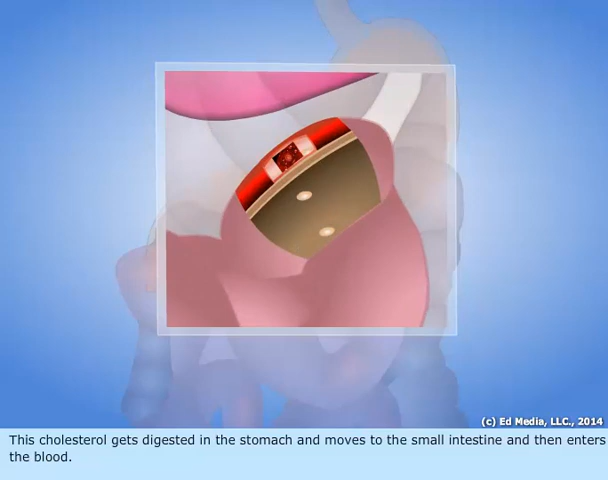 (c) Ed Media, LLC., 2014
This cholesterol gets digested in the stomach and moves to the small intestine and then enters
the blood.